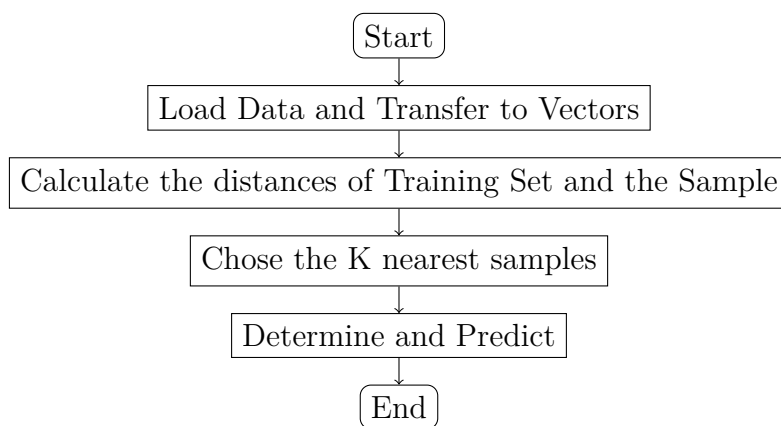 Start
Load Data and Transfer to Vectors
Calculate the distances of Training Set and the Sample
Chose the K nearest samples
Determine and Predict
End